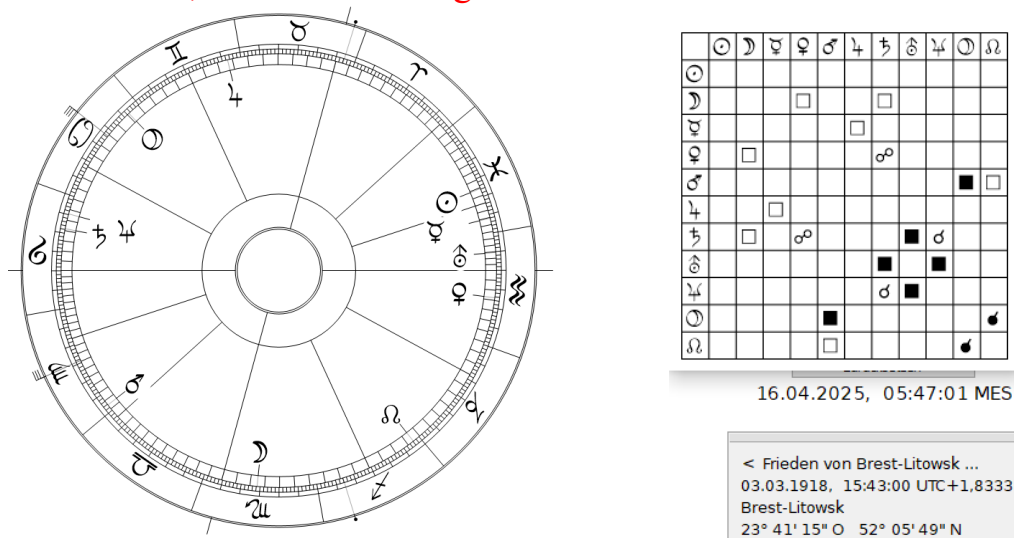 16.04.2025, 05:47:01 MES
< Frieden von Brest-Litowsk ...
03.03.1918, 15:43:00 UTC+1,8333
Brest-Litowsk
23° 41' 15" O 52° 05' 49" N